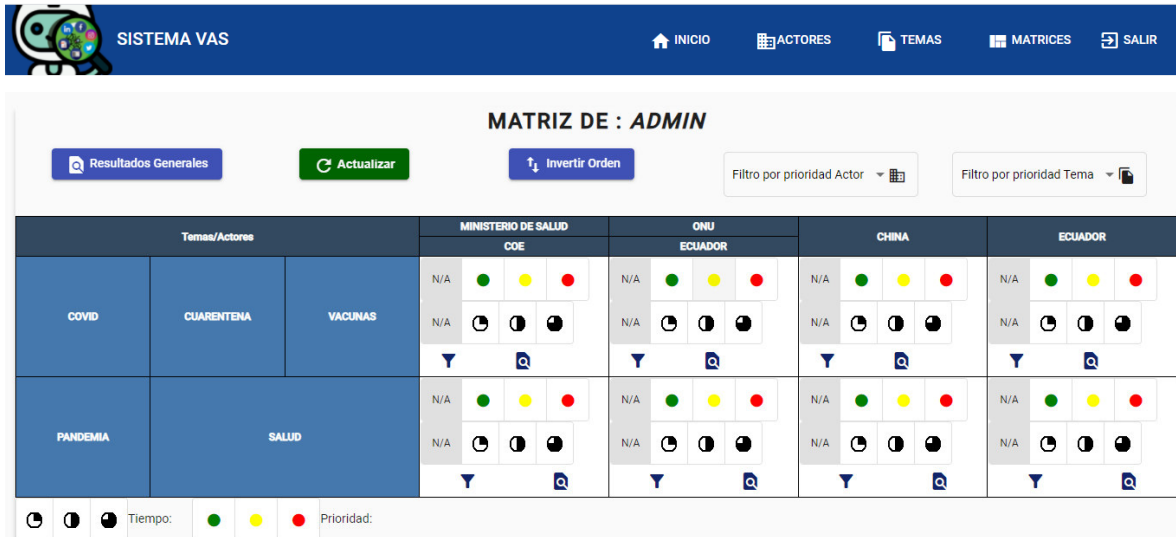 SISTEMA VAS
INICIO
ACTORES
TEMAS
MATRICES
SALIR
MATRIZ DE : ADMIN
Resultados Generales
Actualizar
Invertir Orden
Filtro por prioridad Actor
Filtro por prioridad Tema
Temas/Actores
MINISTERIO DE SALUD
ONU
CHINA
ECUADOR
COE
ECUADOR
COVID
CUARENTENA
VACUNAS
N/A
N/A
N/A
N/A
N/A
N/A
N/A
N/A
PANDEMIA
SALUD
N/A
N/A
N/A
N/A
N/A
N/A
N/A
N/A
Tiempo:
Prioridad: